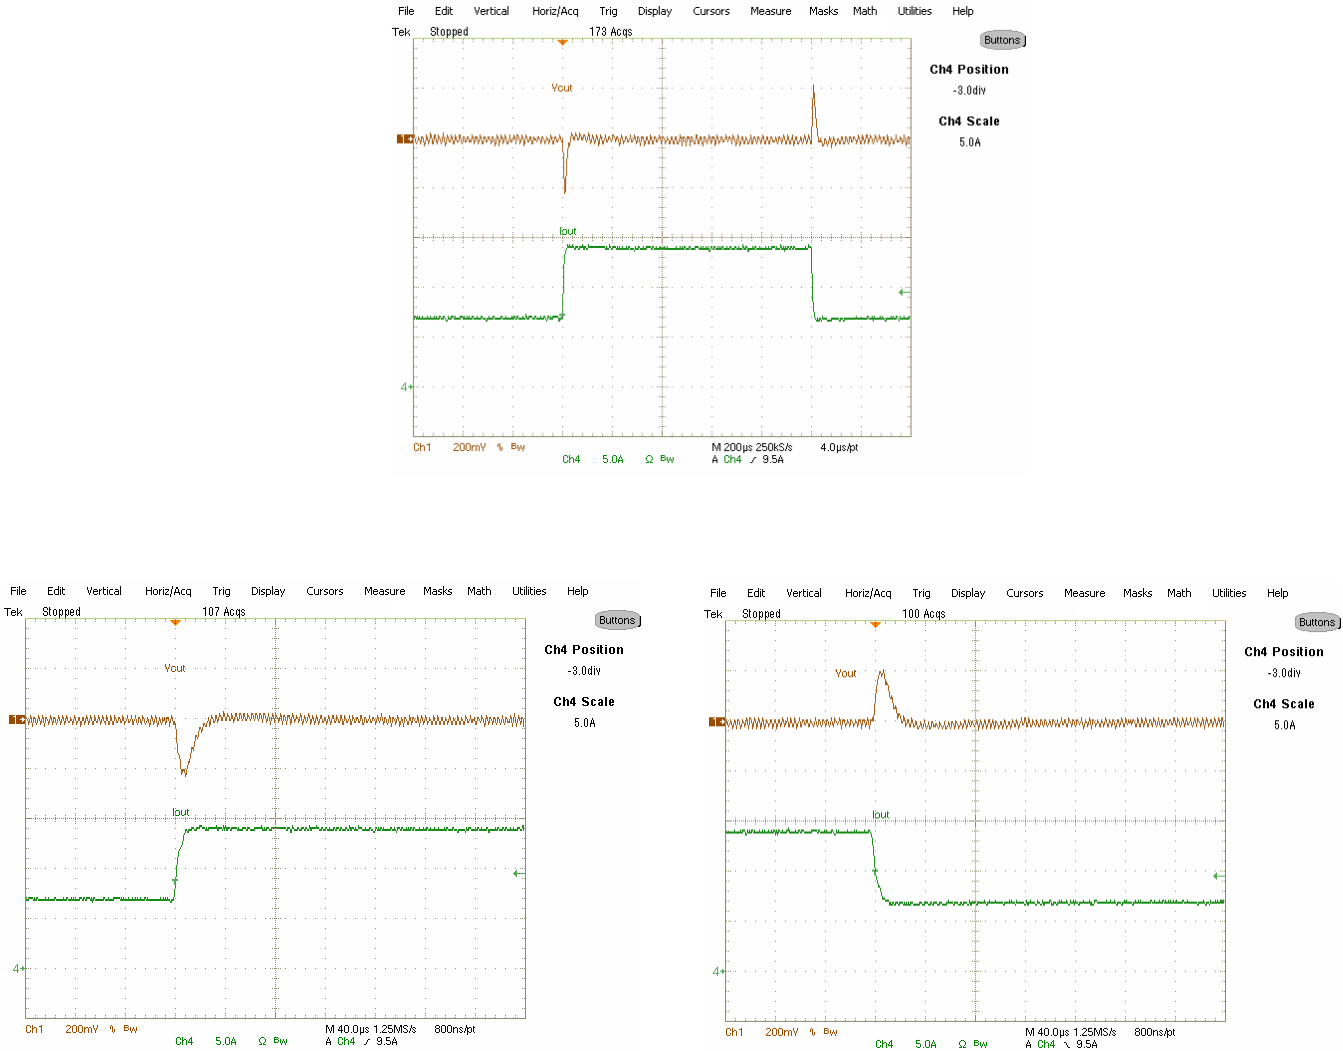 File Edit Vertical Horiz/Acq Trig Display Cursors Measure Masks Math Utilities Help
Tek Stopped 173 Acqs
Buttons
Ch4 Position
-3.0div
Ch4 Scale
5.0A
Vout
1
Iout
4
Ch1 200mV ∿ Bw M 200µs 250kS/s 4.0µs/pt
Ch4 5.0A Ω Bw A Ch4 ∕ 9.5A
File Edit Vertical Horiz/Acq Trig Display Cursors Measure Masks Math Utilities Help
Tek Stopped 107 Acqs
Buttons
Ch4 Position
-3.0div
Ch4 Scale
5.0A
Vout
1
Iout
4
Ch1 200mV ∿ Bw M 40.0µs 1.25MS/s 800ns/pt
Ch4 5.0A Ω Bw A Ch4 ∕ 9.5A
File Edit Vertical Horiz/Acq Trig Display Cursors Measure Masks Math Utilities Help
Tek Stopped 100 Acqs
Buttons
Ch4 Position
-3.0div
Ch4 Scale
5.0A
Vout
1
Iout
4
Ch1 200mV ∿ Bw M 40.0µs 1.25MS/s 800ns/pt
Ch4 5.0A Ω Bw A Ch4 ∕ 9.5A